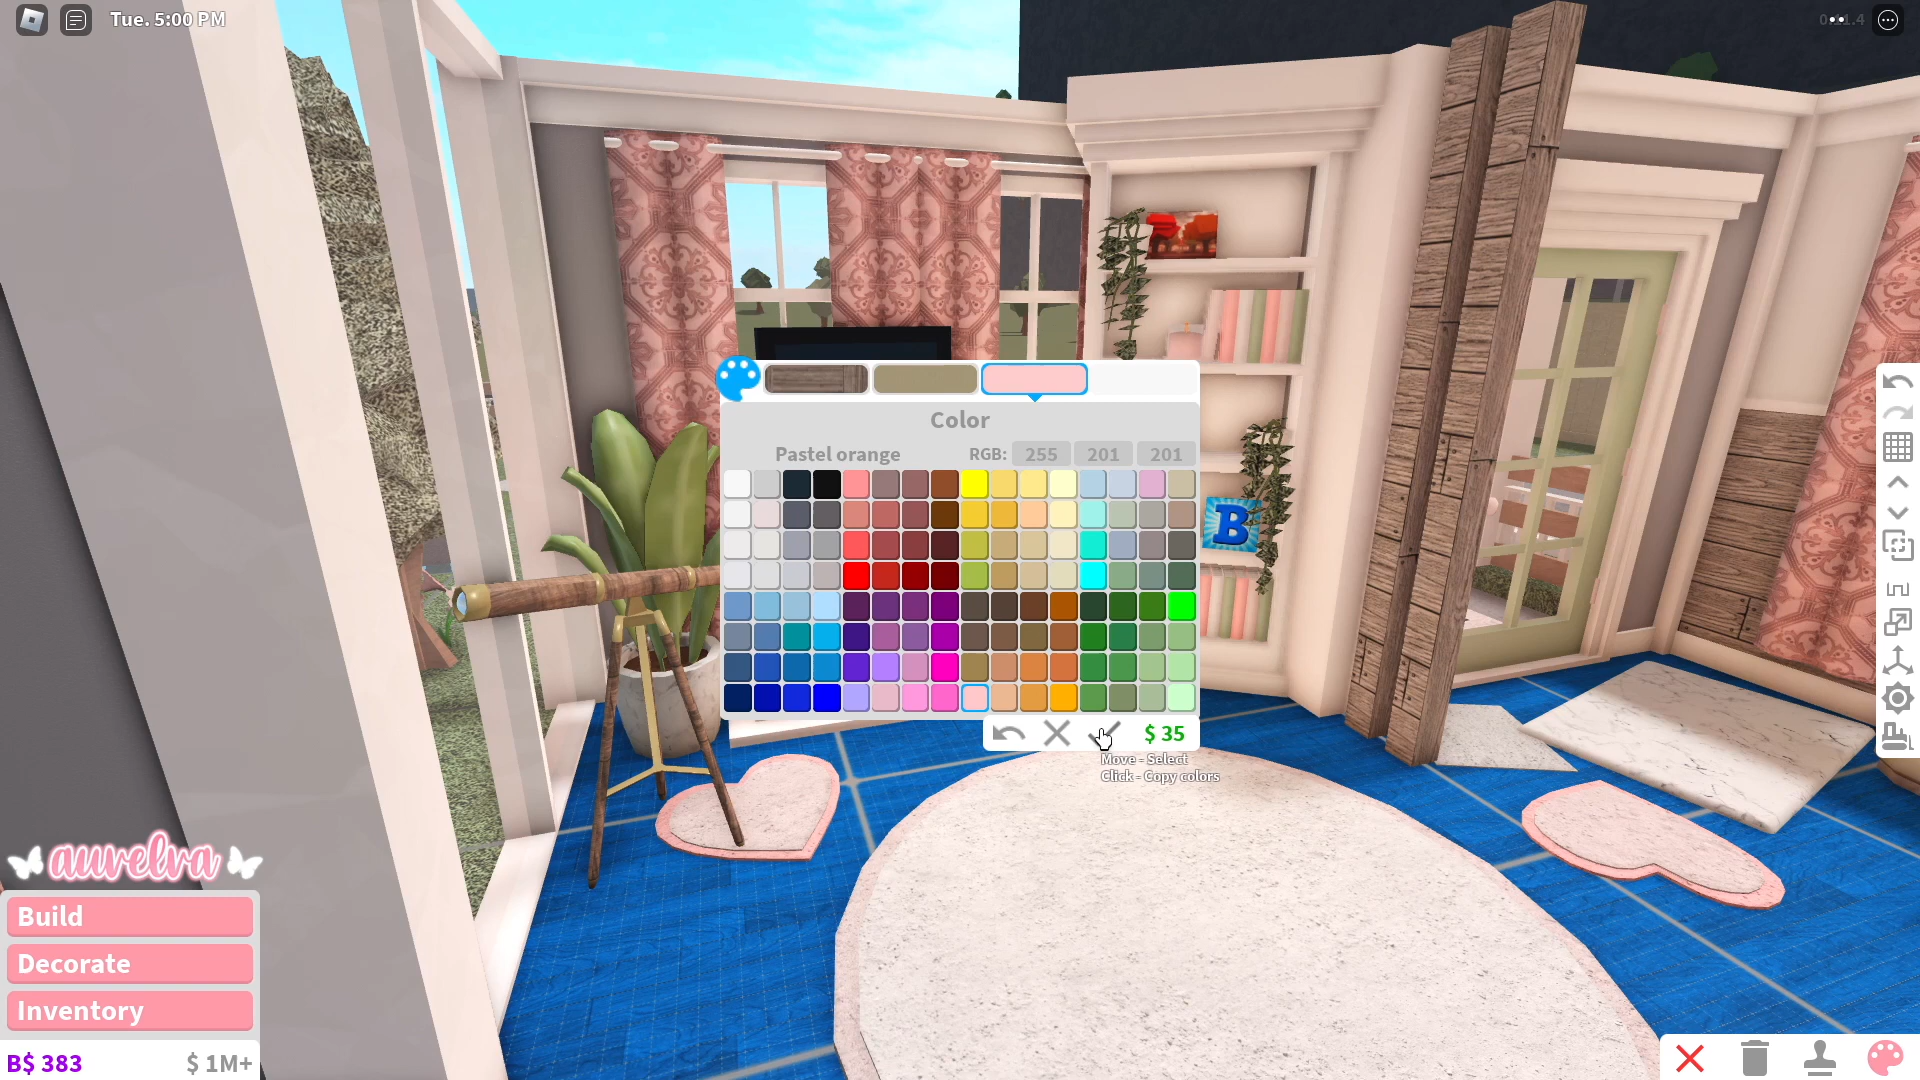 Tue. 5:00 PM
Color
Pastel orange RGB: 255 201 201
B
$ 35
Move - Select
Click - Copy colors
aurelva
Build
Decorate
Inventory
B$ 383 $ 1M+